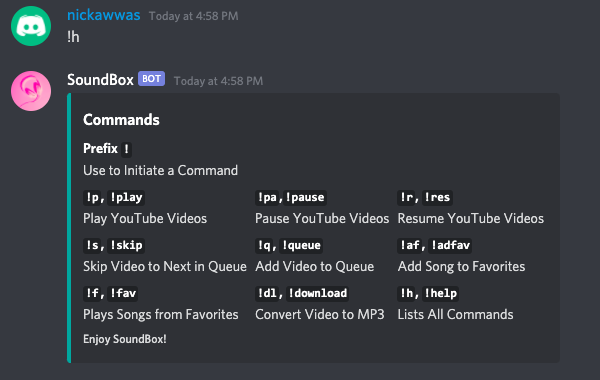 nickawwas Today at 4:58 PM
!h
SoundBox BOT Today at 4:58 PM
Commands
Prefix !
Use to Initiate a Command
!p, !play !pa,!pause !r, !res
Play YouTube Videos Pause YouTube Videos Resume YouTube Videos
!s, !skip !q, !queue !af, !adfav
Skip Video to Next in Queue Add Video to Queue Add Song to Favorites
!f, !fav !dl, !download !h, !help
Plays Songs from Favorites Convert Video to MP3 Lists All Commands
Enjoy SoundBox!